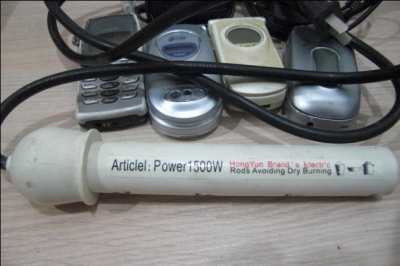 Articlel: Power1500W
HongYun Brand's Electric
Rods Avoiding Dry Burning